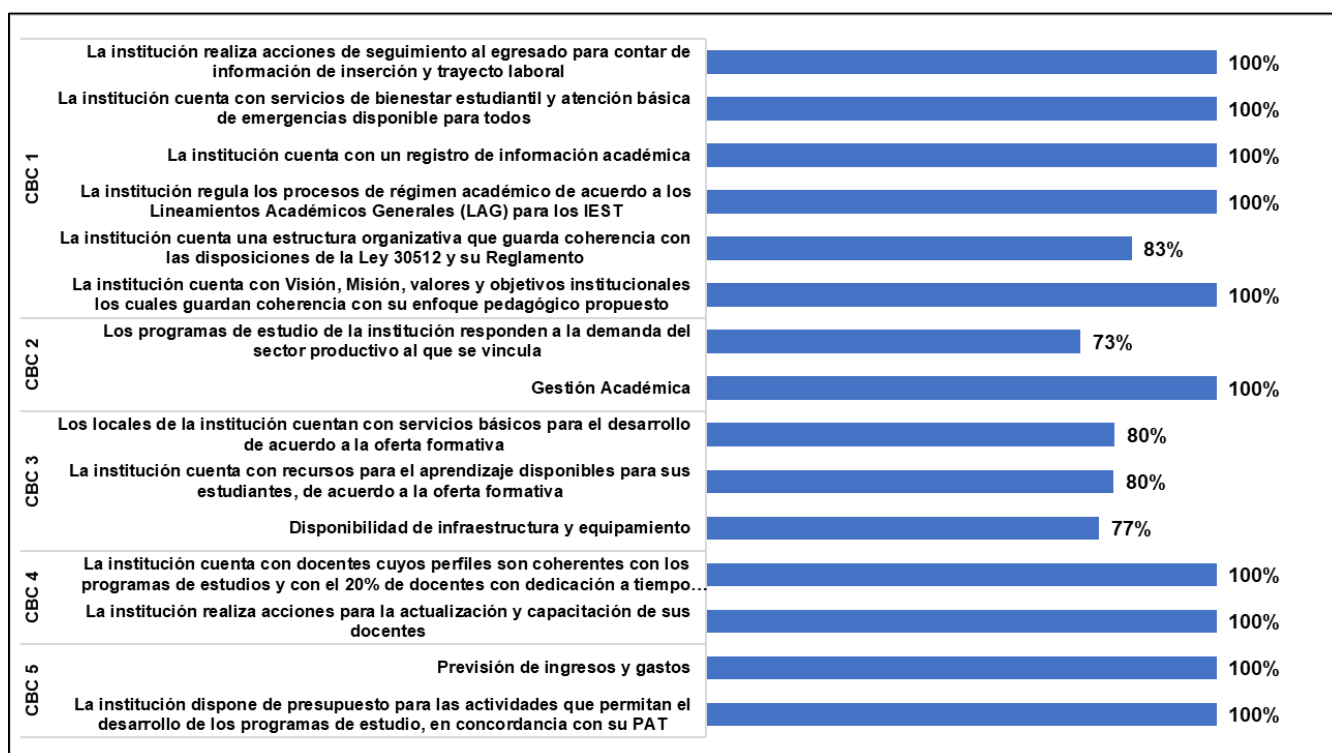 CBC 1
La institución realiza acciones de seguimiento al egresado para contar de
información de inserción y trayecto laboral
100%
La institución cuenta con servicios de bienestar estudiantil y atención básica
de emergencias disponible para todos
100%
La institución cuenta con un registro de información académica
100%
La institución regula los procesos de régimen académico de acuerdo a los
Lineamientos Académicos Generales (LAG) para los IEST
100%
La institución cuenta una estructura organizativa que guarda coherencia con
las disposiciones de la Ley 30512 y su Reglamento
83%
La institución cuenta con Visión, Misión, valores y objetivos institucionales
los cuales guardan coherencia con su enfoque pedagógico propuesto
100%
CBC 2
Los programas de estudio de la institución responden a la demanda del
sector productivo al que se vincula
73%
Gestión Académica
100%
CBC 3
Los locales de la institución cuentan con servicios básicos para el desarrollo
de acuerdo a la oferta formativa
80%
La institución cuenta con recursos para el aprendizaje disponibles para sus
estudiantes, de acuerdo a la oferta formativa
80%
Disponibilidad de infraestructura y equipamiento
77%
CBC 4
La institución cuenta con docentes cuyos perfiles son coherentes con los
programas de estudios y con el 20% de docentes con dedicación a tiempo…
100%
La institución realiza acciones para la actualización y capacitación de sus
docentes
100%
CBC 5
Previsión de ingresos y gastos
100%
La institución dispone de presupuesto para las actividades que permitan el
desarrollo de los programas de estudio, en concordancia con su PAT
100%